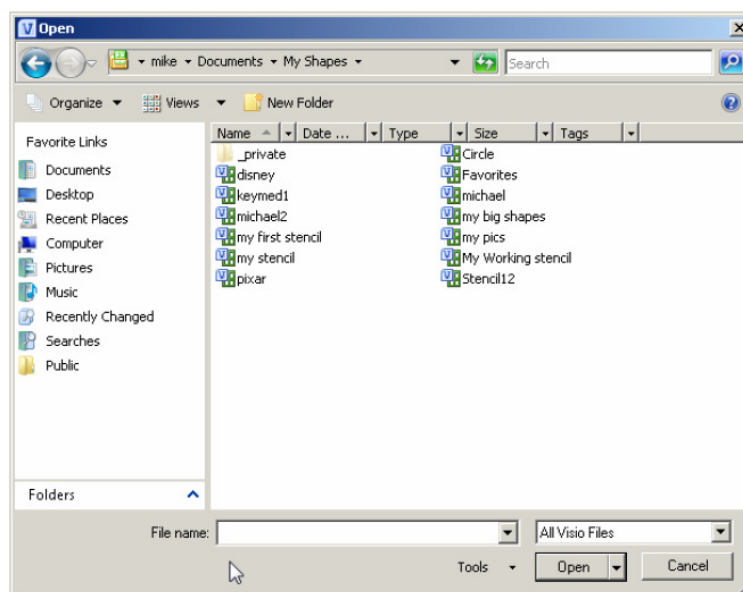 Open
mike Documents My Shapes Search
Organize Views New Folder
Favorite Links
Documents
Desktop
Recent Places
Computer
Pictures
Music
Recently Changed
Searches
Public
Folders
Name Date ... Type Size Tags
_private Circle
disney Favorites
keymed1 michael
michael2 my big shapes
my first stencil my pics
my stencil My Working stencil
pixar Stencil12
File name: All Visio Files
Tools Open Cancel